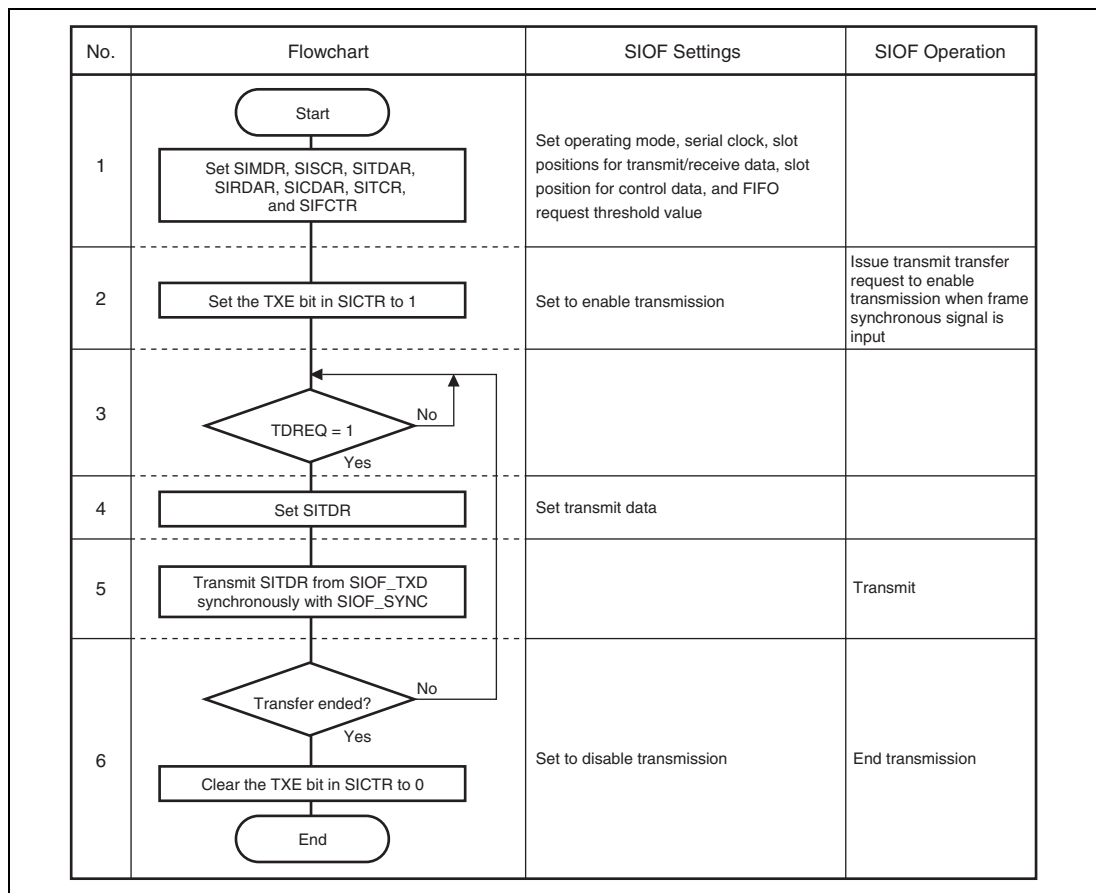 No.
Flowchart
SIOF Settings
SIOF Operation
1
Start
Set SIMDR, SISCR, SITDAR,
SIRDAR, SICDAR, SITCR,
and SIFCTR
Set operating mode, serial clock, slot
positions for transmit/receive data, slot
position for control data, and FIFO
request threshold value
2
Set the TXE bit in SICTR to 1
Set to enable transmission
Issue transmit transfer
request to enable
transmission when frame
synchronous signal is
input
3
TDREQ = 1
No
Yes
4
Set SITDR
Set transmit data
5
Transmit SITDR from SIOF_TXD
synchronously with SIOF_SYNC
Transmit
6
Transfer ended?
No
Yes
Clear the TXE bit in SICTR to 0
End
Set to disable transmission
End transmission